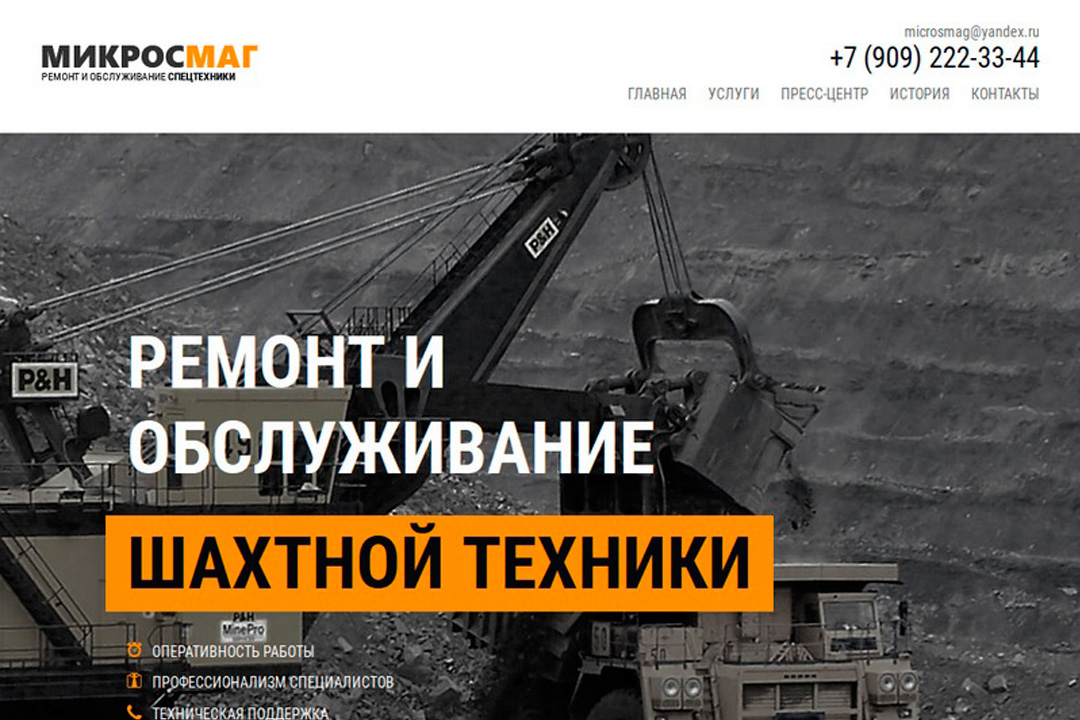 МИКРОСМАГ
РЕМОНТ И ОБСЛУЖИВАНИЕ СПЕЦТЕХНИКИ
microsmag@yandex.ru
+7 (909) 222-33-44
ГЛАВНАЯ УСЛУГИ ПРЕСС-ЦЕНТР ИСТОРИЯ КОНТАКТЫ
P&H
P&H
РЕМОНТ И
ОБСЛУЖИВАНИЕ
ШАХТНОЙ ТЕХНИКИ
P&H
MinePro
ОПЕРАТИВНОСТЬ РАБОТЫ
ПРОФЕССИОНАЛИЗМ СПЕЦИАЛИСТОВ
ТЕХНИЧЕСКАЯ ПОДДЕРЖКА